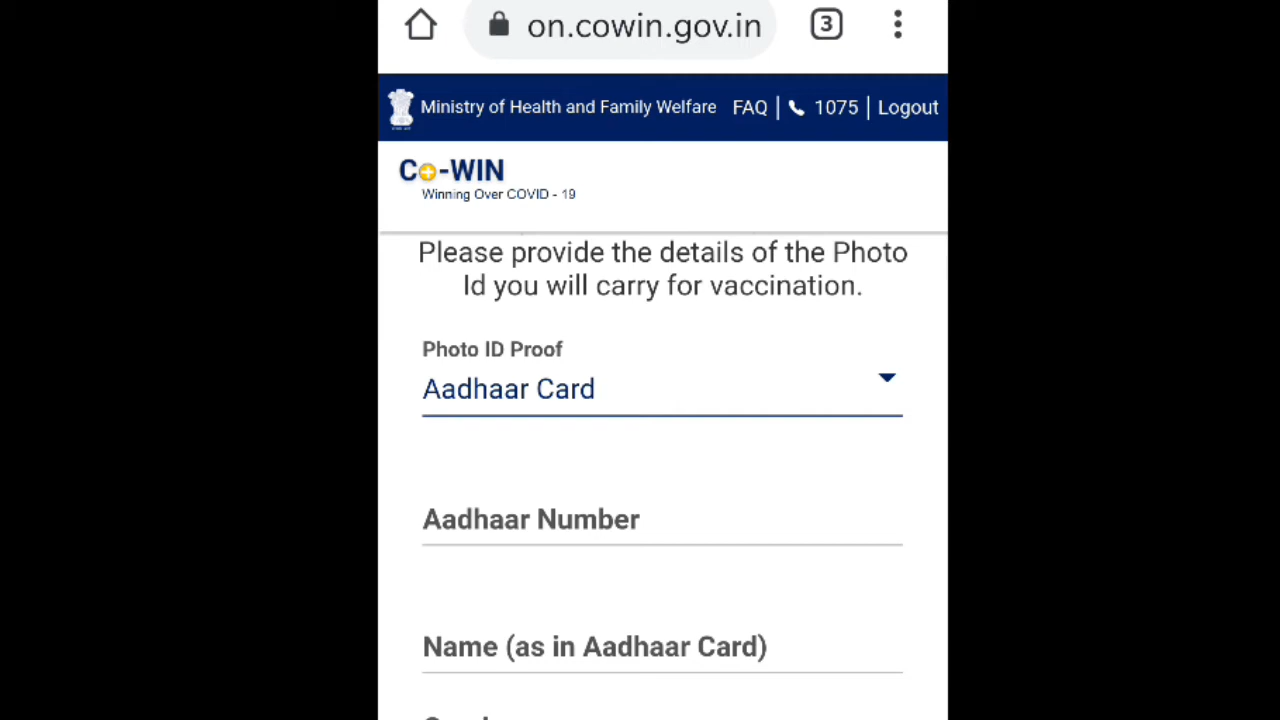 on.cowin.gov.in 3
Ministry of Health and Family Welfare FAQ | 1075 | Logout
Co-WIN
Winning Over COVID - 19
Please provide the details of the Photo
Id you will carry for vaccination.
Photo ID Proof
Aadhaar Card
Aadhaar Number
Name (as in Aadhaar Card)